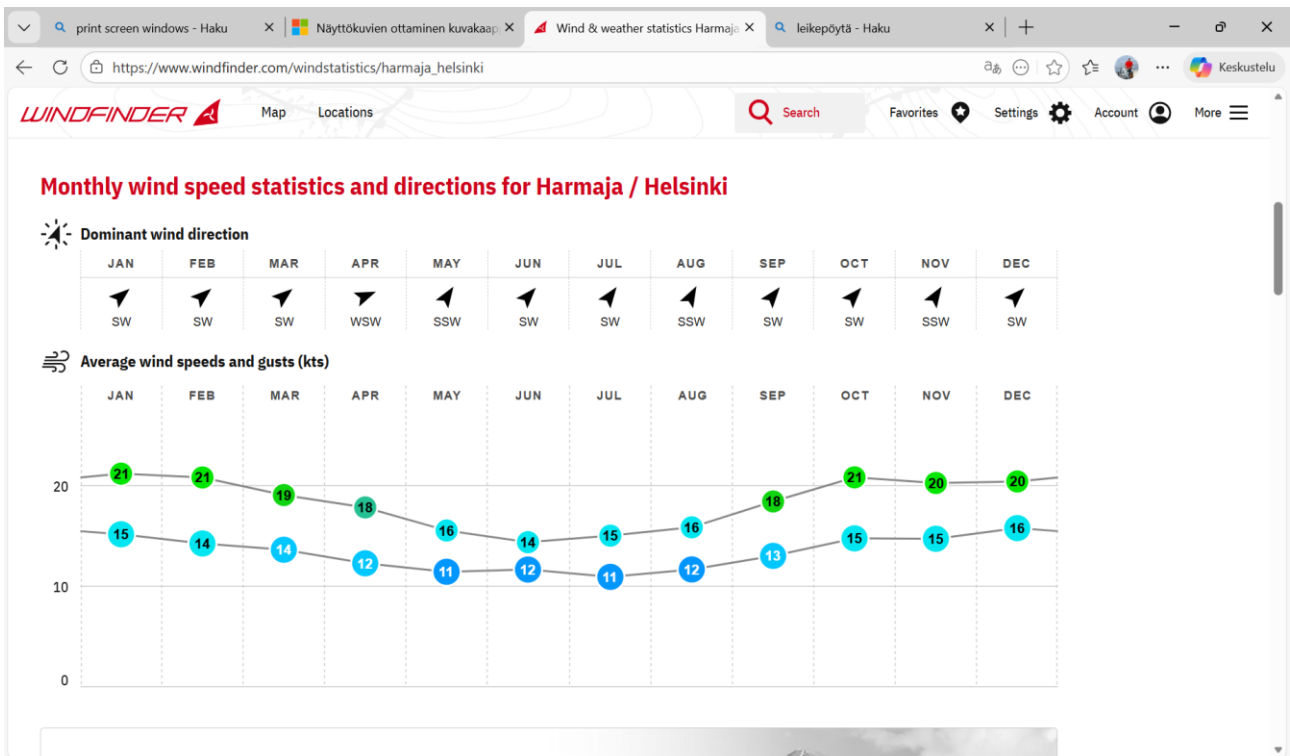 print screen windows - Haku
Näyttökuvien ottaminen kuvakaap
Wind & weather statistics Harmaja
leikepöytä - Haku
https://www.windfinder.com/windstatistics/harmaja_helsinki
Keskustelu
WINDFINDER Map Locations Search Favorites Settings Account More
Monthly wind speed statistics and directions for Harmaja / Helsinki
Dominant wind direction
JAN FEB MAR APR MAY JUN JUL AUG SEP OCT NOV DEC
SW SW SW WSW SSW SW SW SSW SW SW SSW SW
Average wind speeds and gusts (kts)
JAN FEB MAR APR MAY JUN JUL AUG SEP OCT NOV DEC
20 21 21 19 18 16 14 15 16 18 21 20 20
15 14 14 12 11 12 11 12 13 15 15 16
10
0